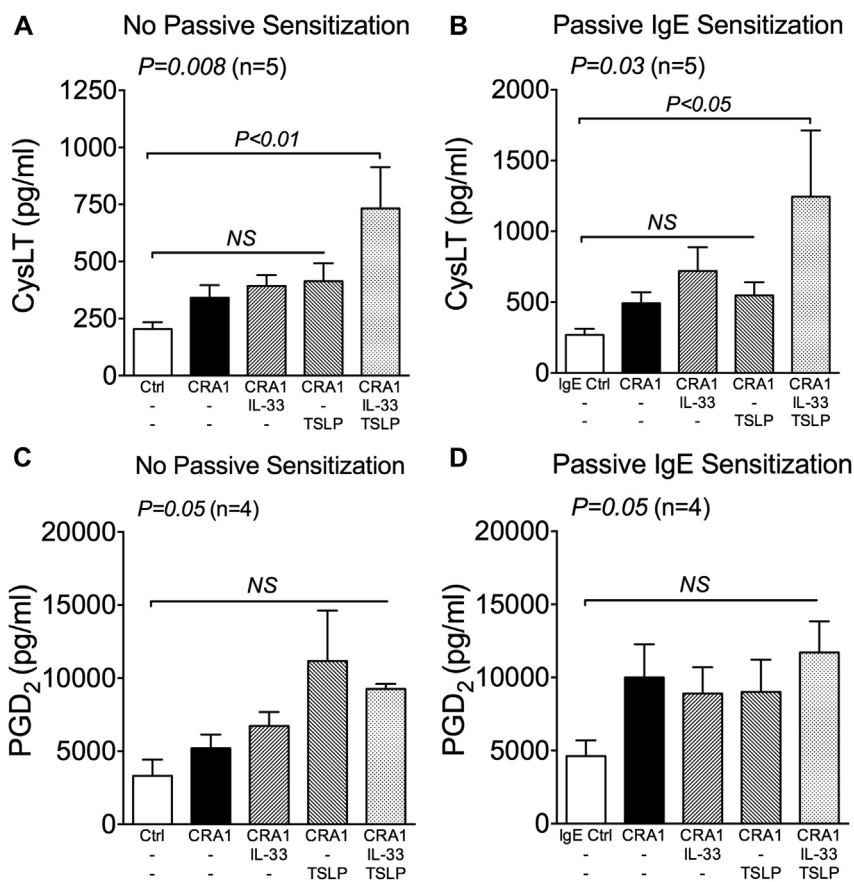 A No Passive Sensitization
P=0.008 (n=5)
CysLT (pg/ml)
1250
1000
750
500
250
0
P<0.01
NS
Ctrl CRA1 CRA1 CRA1 CRA1
- - IL-33 - IL-33
- - - TSLP TSLP
B Passive IgE Sensitization
P=0.03 (n=5)
CysLT (pg/ml)
2000
1500
1000
500
0
P<0.05
NS
IgE Ctrl CRA1 CRA1 CRA1 CRA1
- - IL-33 - IL-33
- - - TSLP TSLP
C No Passive Sensitization
P=0.05 (n=4)
PGD2 (pg/ml)
20000
15000
10000
5000
0
NS
Ctrl CRA1 CRA1 CRA1 CRA1
- - IL-33 - IL-33
- - - TSLP TSLP
D Passive IgE Sensitization
P=0.05 (n=4)
PGD2 (pg/ml)
20000
15000
10000
5000
0
NS
IgE Ctrl CRA1 CRA1 CRA1 CRA1
- - IL-33 - IL-33
- - - TSLP TSLP